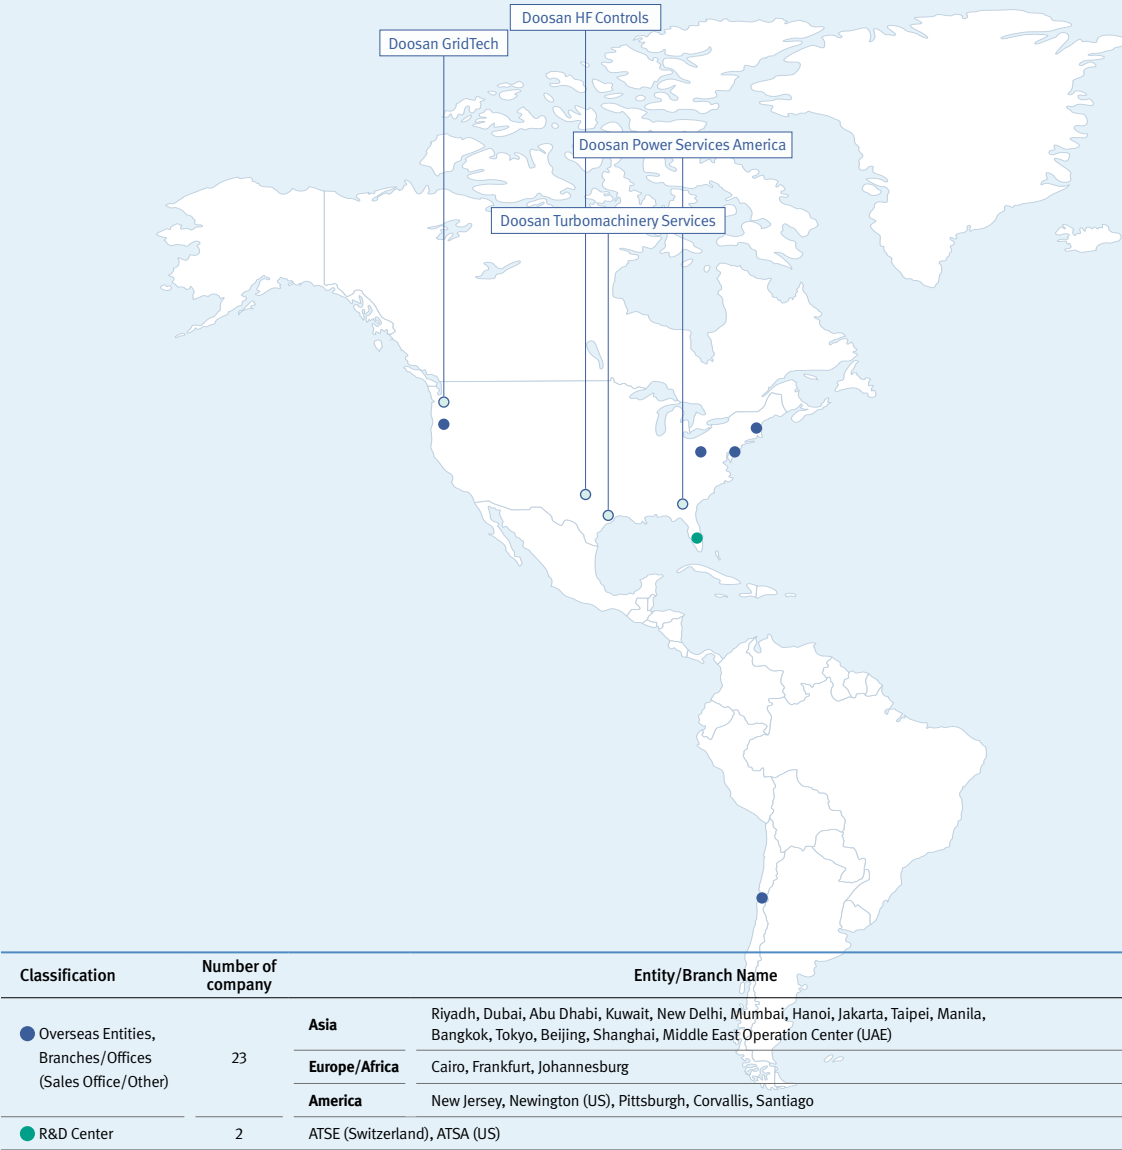 Doosan HF Controls
Doosan GridTech
Doosan Power Services America
Doosan Turbomachinery Services
Classification
Number of
company
Entity/Branch Name
Overseas Entities,
Branches/Offices
(Sales Office/Other)
23
Asia
Riyadh, Dubai, Abu Dhabi, Kuwait, New Delhi, Mumbai, Hanoi, Jakarta, Taipei, Manila,
Bangkok, Tokyo, Beijing, Shanghai, Middle East Operation Center (UAE)
Europe/Africa
Cairo, Frankfurt, Johannesburg
America
New Jersey, Newington (US), Pittsburgh, Corvallis, Santiago
R&D Center
2
ATSE (Switzerland), ATSA (US)